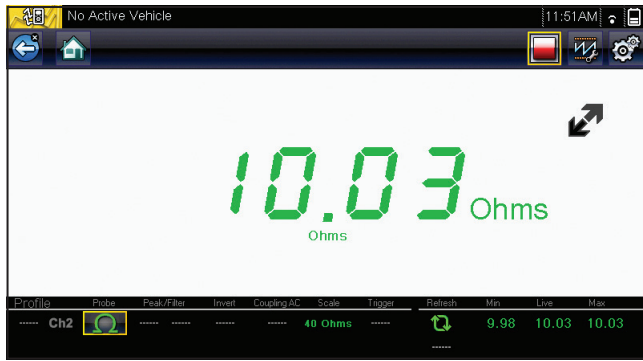 No Active Vehicle 11:51AM
10.03 Ohms
Ohms
Profile Probe Peak/Filter Invert Coupling AC Scale Trigger Refresh Min Live Max
------ Ch2 Ω ------ ------ ------ ------ 40 Ohms ------ 9.98 10.03 10.03
------